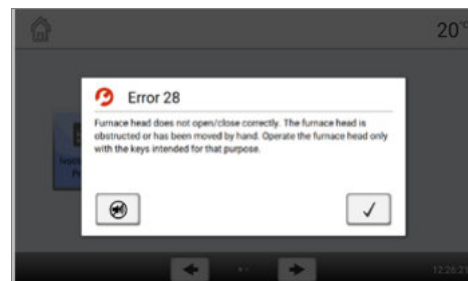 20°C
Error 28
Furnace head does not open/close correctly. The furnace head is
obstructed or has been moved by hand. Operate the furnace head only
with the keys intended for that purpose.
12:26:21